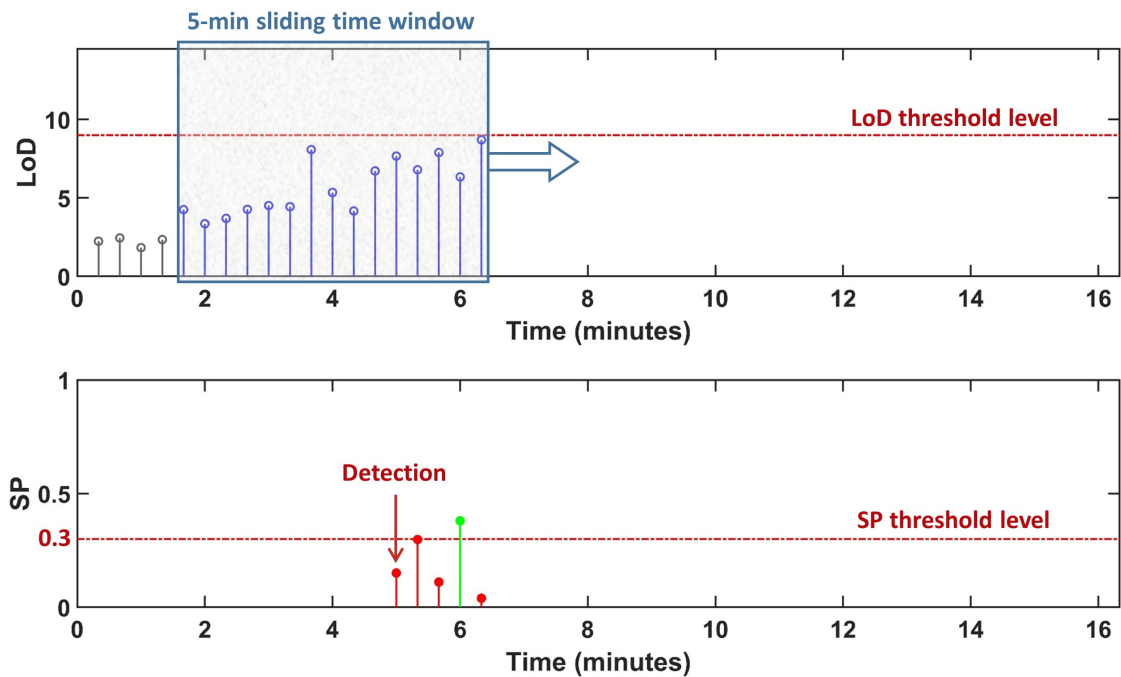 5-min sliding time window
10
LoD threshold level
LoD
5
0
0 2 4 6 8 10 12 14 16
Time (minutes)
1
Detection
SP
0.5
SP threshold level
0.3
0
0 2 4 6 8 10 12 14 16
Time (minutes)